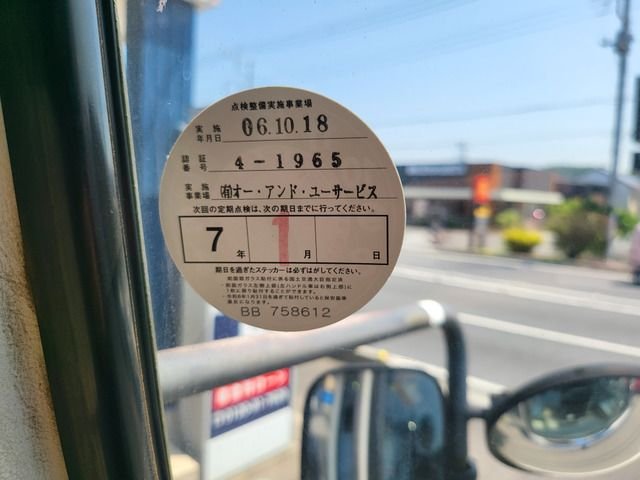 点検整備実施事業場
実施年月日 06.10.18
認証番号 4-1965
実施事業場 ㈲オー・アンド・ユーサービス
次回の定期点検は、次の期日までに行ってください。
7年 1月 日
期日を過ぎたステッカーは必ずはがしてください。
BB 758612